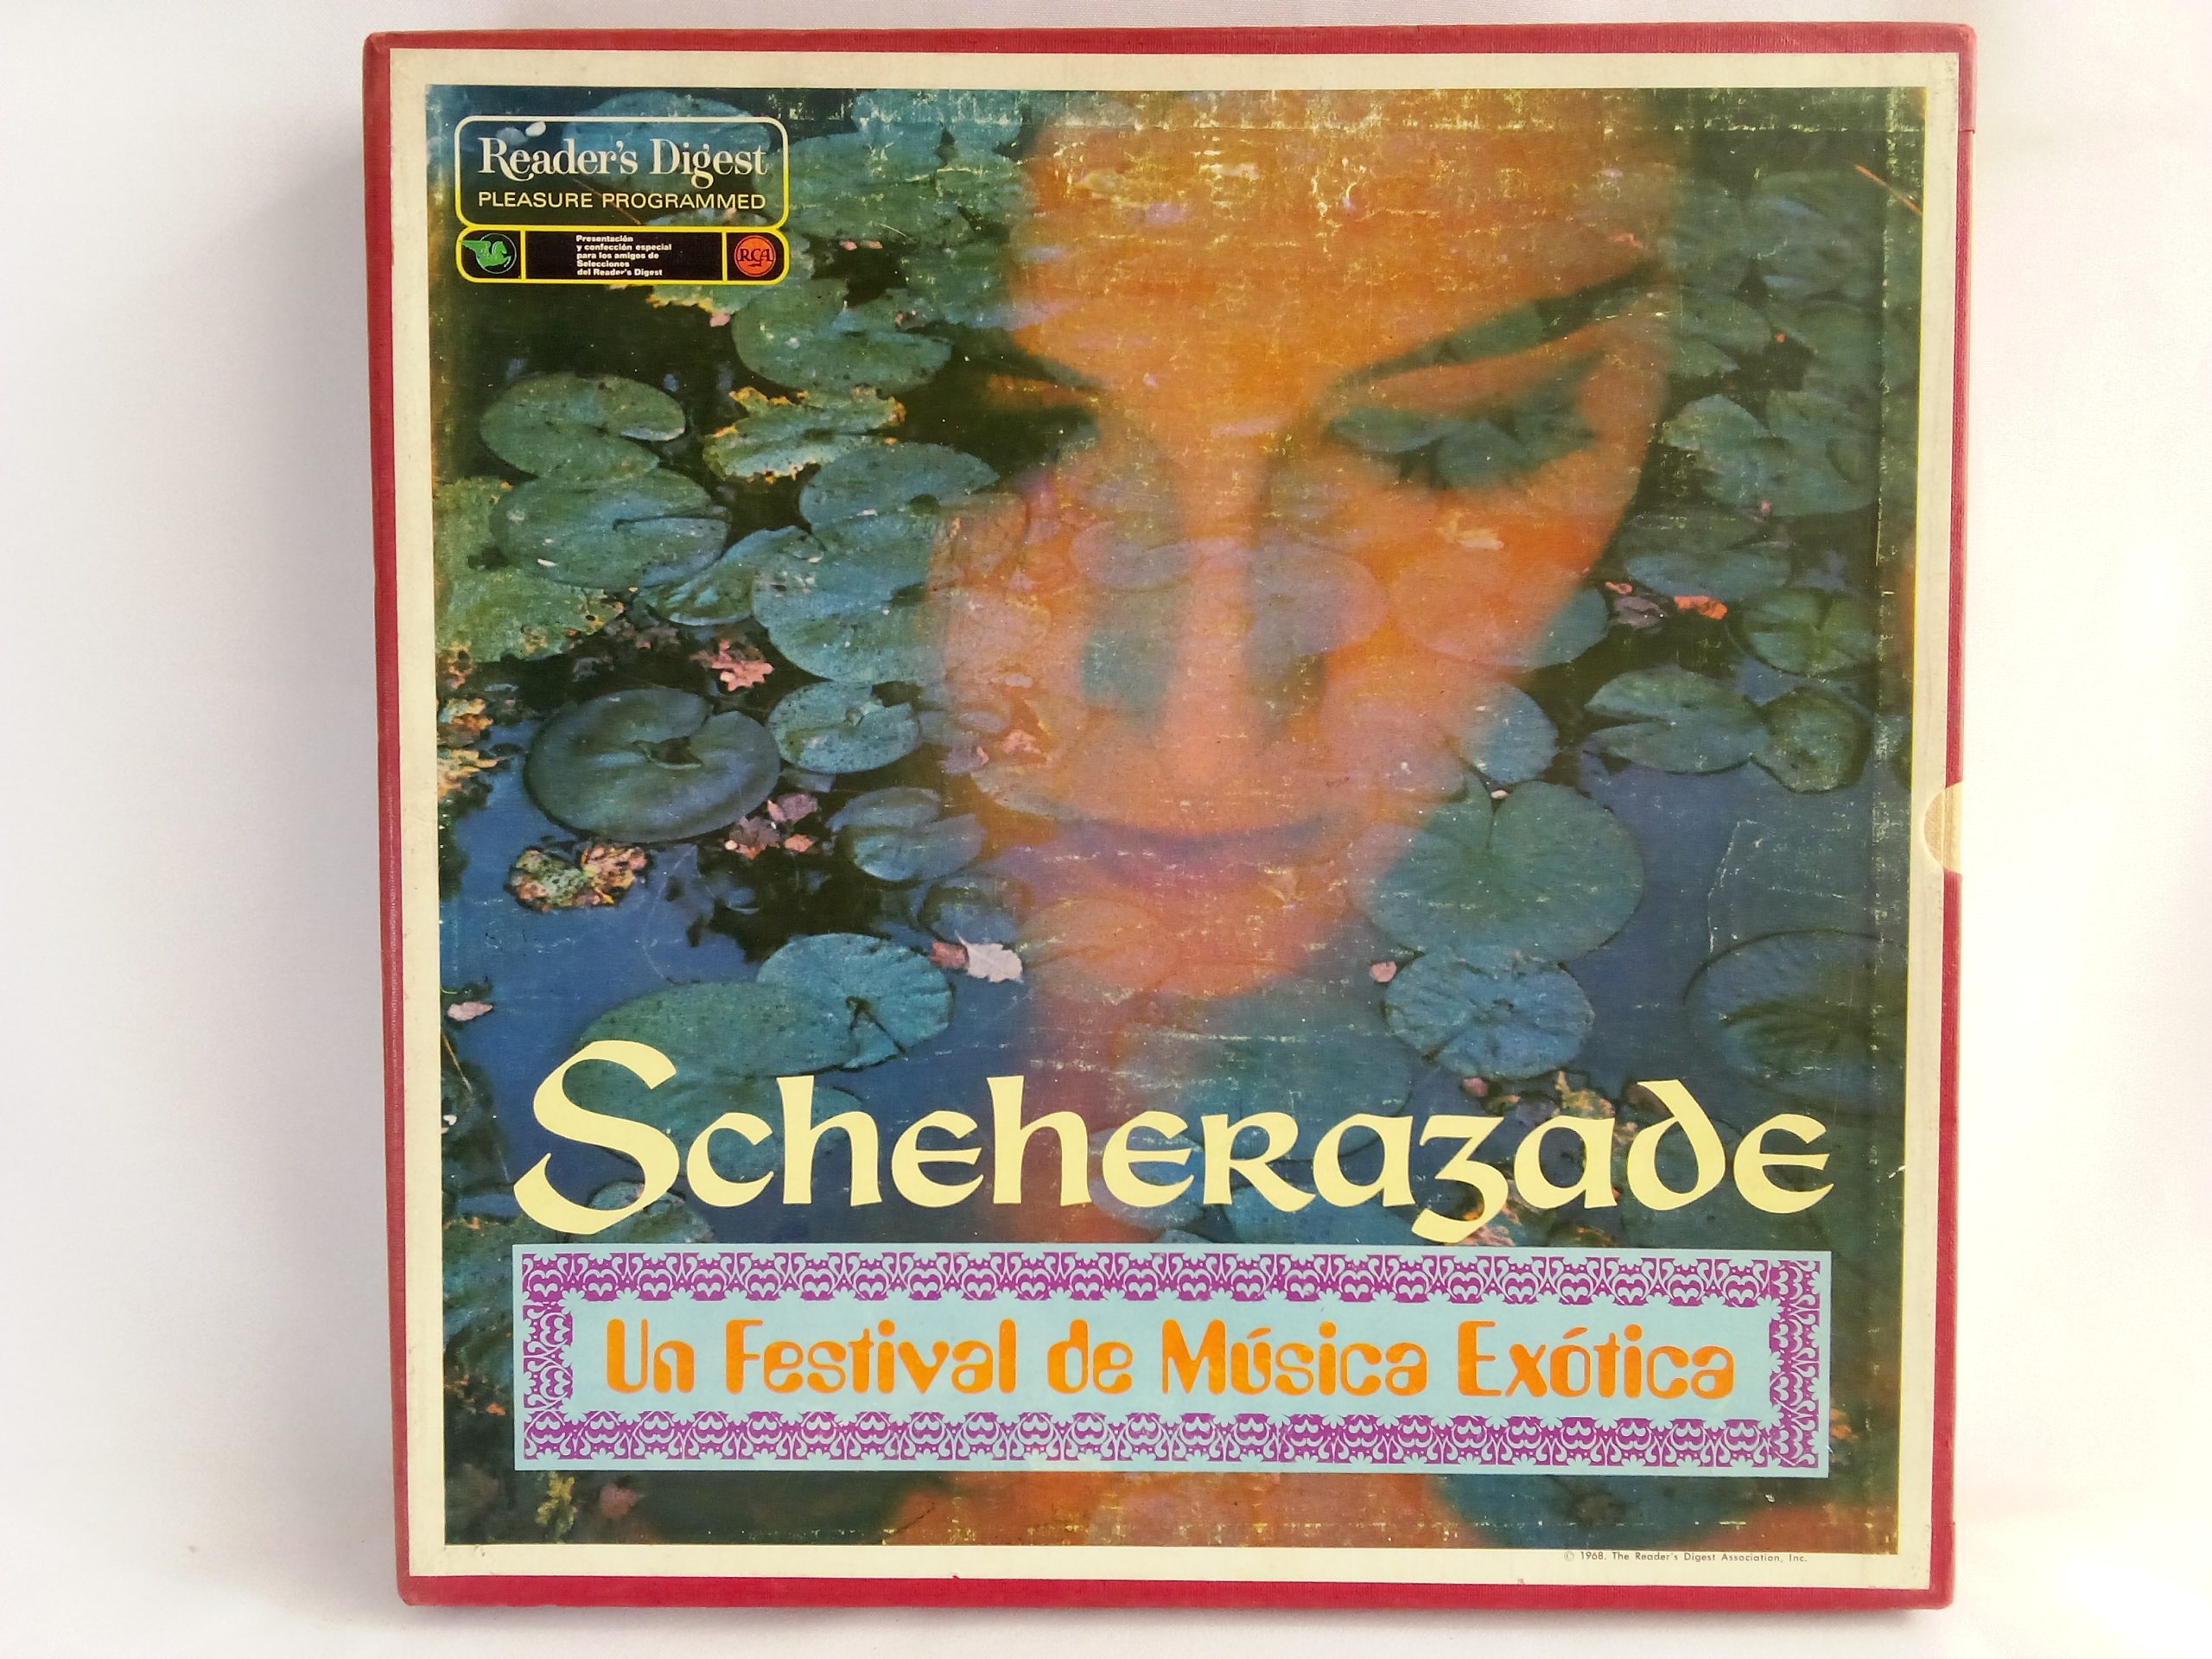 Reader's Digest
PLEASURE PROGRAMMED
Presentación
y confección especial
para los amigos de
Selecciones
del Reader's Digest
RCA
Scheherazade
Un Festival de Música Exótica
© 1968. The Reader's Digest Association, Inc.